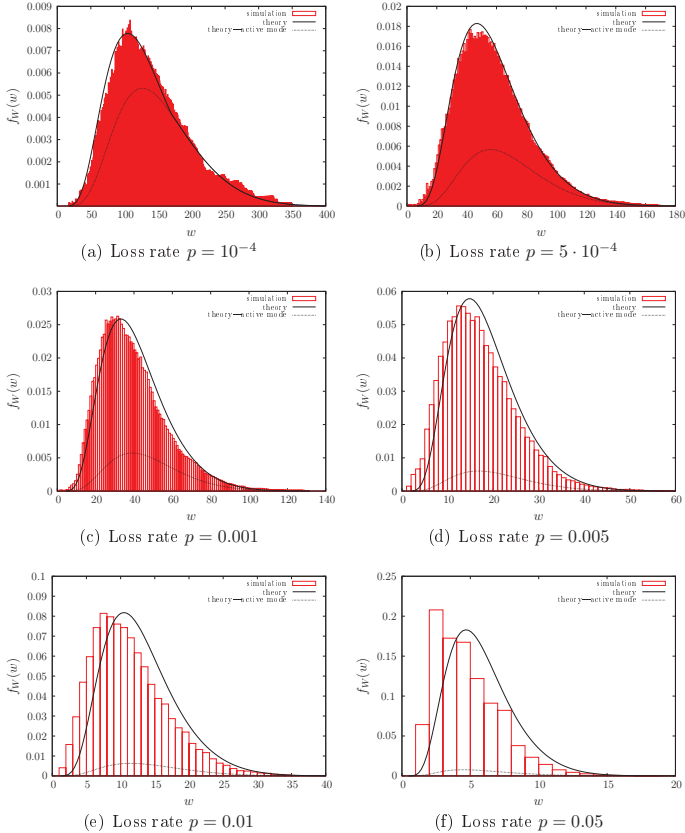 simulation
theory
theory—active mode
f_W(w)
0.009
0.008
0.007
0.006
0.005
0.004
0.003
0.002
0.001
0 50 100 150 200 250 300 350 400
w
(a) Loss rate p = 10^{-4}
simulation
theory
theory—active mode
f_W(w)
0.02
0.018
0.016
0.014
0.012
0.01
0.008
0.006
0.004
0.002
0
0 20 40 60 80 100 120 140 160 180
w
(b) Loss rate p = 5 · 10^{-4}
simulation
theory
theory—active mode
f_W(w)
0.03
0.025
0.02
0.015
0.01
0.005
0
20 40 60 80 100 120 140
w
(c) Loss rate p = 0.001
simulation
theory
theory—active mode
f_W(w)
0.06
0.05
0.04
0.03
0.02
0.01
0
0 10 20 30 40 50 60
w
(d) Loss rate p = 0.005
simulation
theory
theory—active mode
f_W(w)
0.1
0.09
0.08
0.07
0.06
0.05
0.04
0.03
0.02
0.01
0
0 5 10 15 20 25 30 35 40
w
(e) Loss rate p = 0.01
simulation
theory
theory—active mode
f_W(w)
0.25
0.2
0.15
0.1
0.05
0
0 5 10 15 20
w
(f) Loss rate p = 0.05